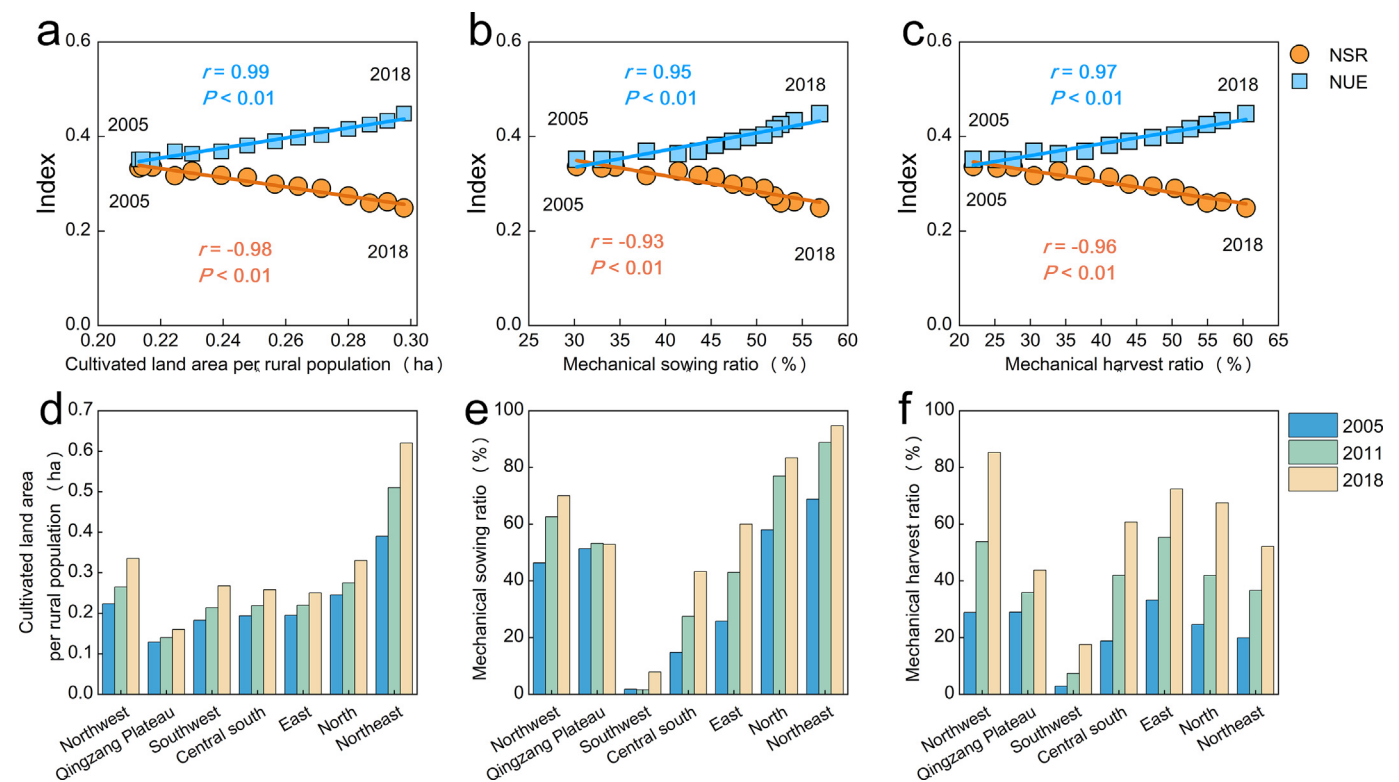 a
0.6
0.4
0.2
0.0
Index
r = 0.99
P < 0.01
2018
2005
2005
r = -0.98
P < 0.01
2018
0.20 0.22 0.24 0.26 0.28 0.30
Cultivated land area per rural population (ha)
b
0.6
0.4
0.2
0.0
Index
r = 0.95
P < 0.01
2018
2005
2005
r = -0.93
P < 0.01
2018
25 30 35 40 45 50 55 60
Mechanical sowing ratio (%)
c
0.6
0.4
0.2
0.0
Index
r = 0.97
P < 0.01
2018
2005
2005
r = -0.96
P < 0.01
2018
20 25 30 35 40 45 50 55 60 65
Mechanical harvest ratio (%)
NSR
NUE
d
0.7
0.6
0.5
0.4
0.3
0.2
0.1
0.0
Cultivated land area
per rural population (ha)
Northwest
Qingzang Plateau
Southwest
Central south
East
North
Northeast
e
100
80
60
40
20
0
Mechanical sowing ratio (%)
Northwest
Qingzang Plateau
Southwest
Central south
East
North
Northeast
f
100
80
60
40
20
0
Mechanical harvest ratio (%)
Northwest
Qingzang Plateau
Southwest
Central south
East
North
Northeast
2005
2011
2018